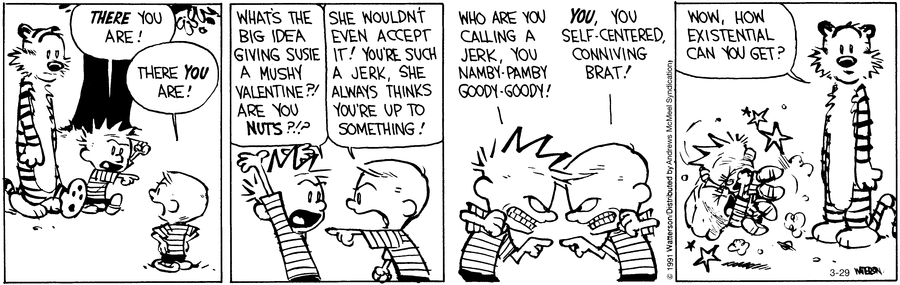 THERE YOU
ARE!
THERE YOU
ARE!
WHAT'S THE
BIG IDEA
GIVING SUSIE
A MUSHY
VALENTINE?!
ARE YOU
NUTS?!?
SHE WOULDN'T
EVEN ACCEPT
IT! YOU'RE SUCH
A JERK, SHE
ALWAYS THINKS
YOU'RE UP TO
SOMETHING!
WHO ARE YOU
CALLING A
JERK, YOU
NAMBY-PAMBY
GOODY-GOODY!
YOU, YOU
SELF-CENTERED,
CONNIVING
BRAT!
© 1991 Watterson/Distributed by Andrews McMeel Syndication
WOW, HOW
EXISTENTIAL
CAN YOU GET?
3-29 WATTERSON